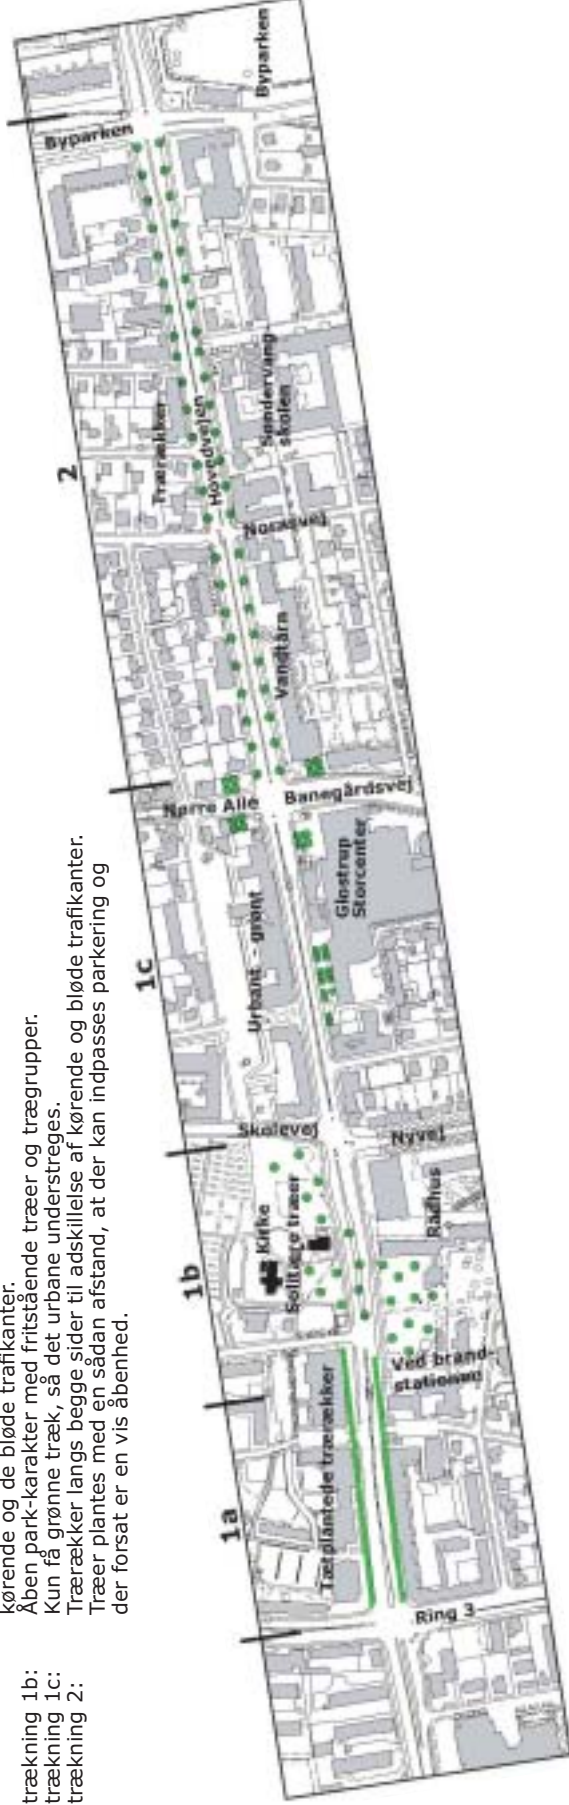 kørende og de bløde trafikanter.
trækning 1b: Åben park-karakter med fritstående træer og trægrupper.
trækning 1c: Kun få grønne træk, så det urbane understreges.
trækning 2: Trærækker langs begge sider til adskillelse af kørende og bløde trafikanter.
Træer plantes med en sådan afstand, at der kan indpasses parkering og
der forsat er en vis åbenhed.
1a
1b
1c
2
Ring 3
Tætplantede trærækker
Ved brand-
stationen
Kirke
Solitære træer
Rådhus
Skolevej
Nyvej
Urbant - grønt
Glostrup
Storcenter
Nørre Alle
Banegårdsvej
Vandtårn
Trærækker
Hovedvejen
Søndervang-
skolen
Byparken
Byparken